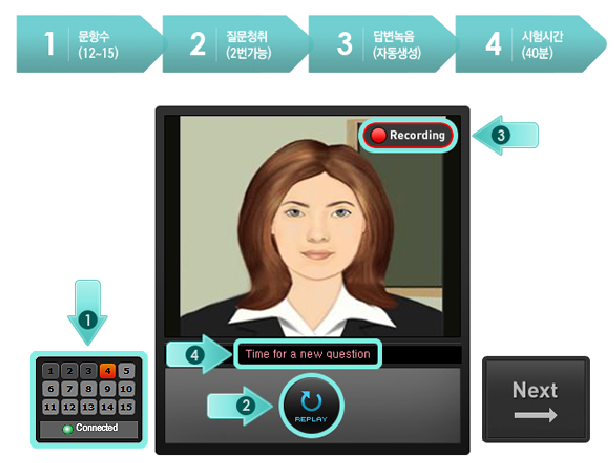 1 문항수
(12~15)
2 질문청취
(2번가능)
3 답변녹음
(자동생성)
4 시험시간
(40분)
Recording
3
1
4
Time for a new question
1 2 3 4 5
6 7 8 9 10
11 12 13 14 15
Connected
2
REPLAY
Next